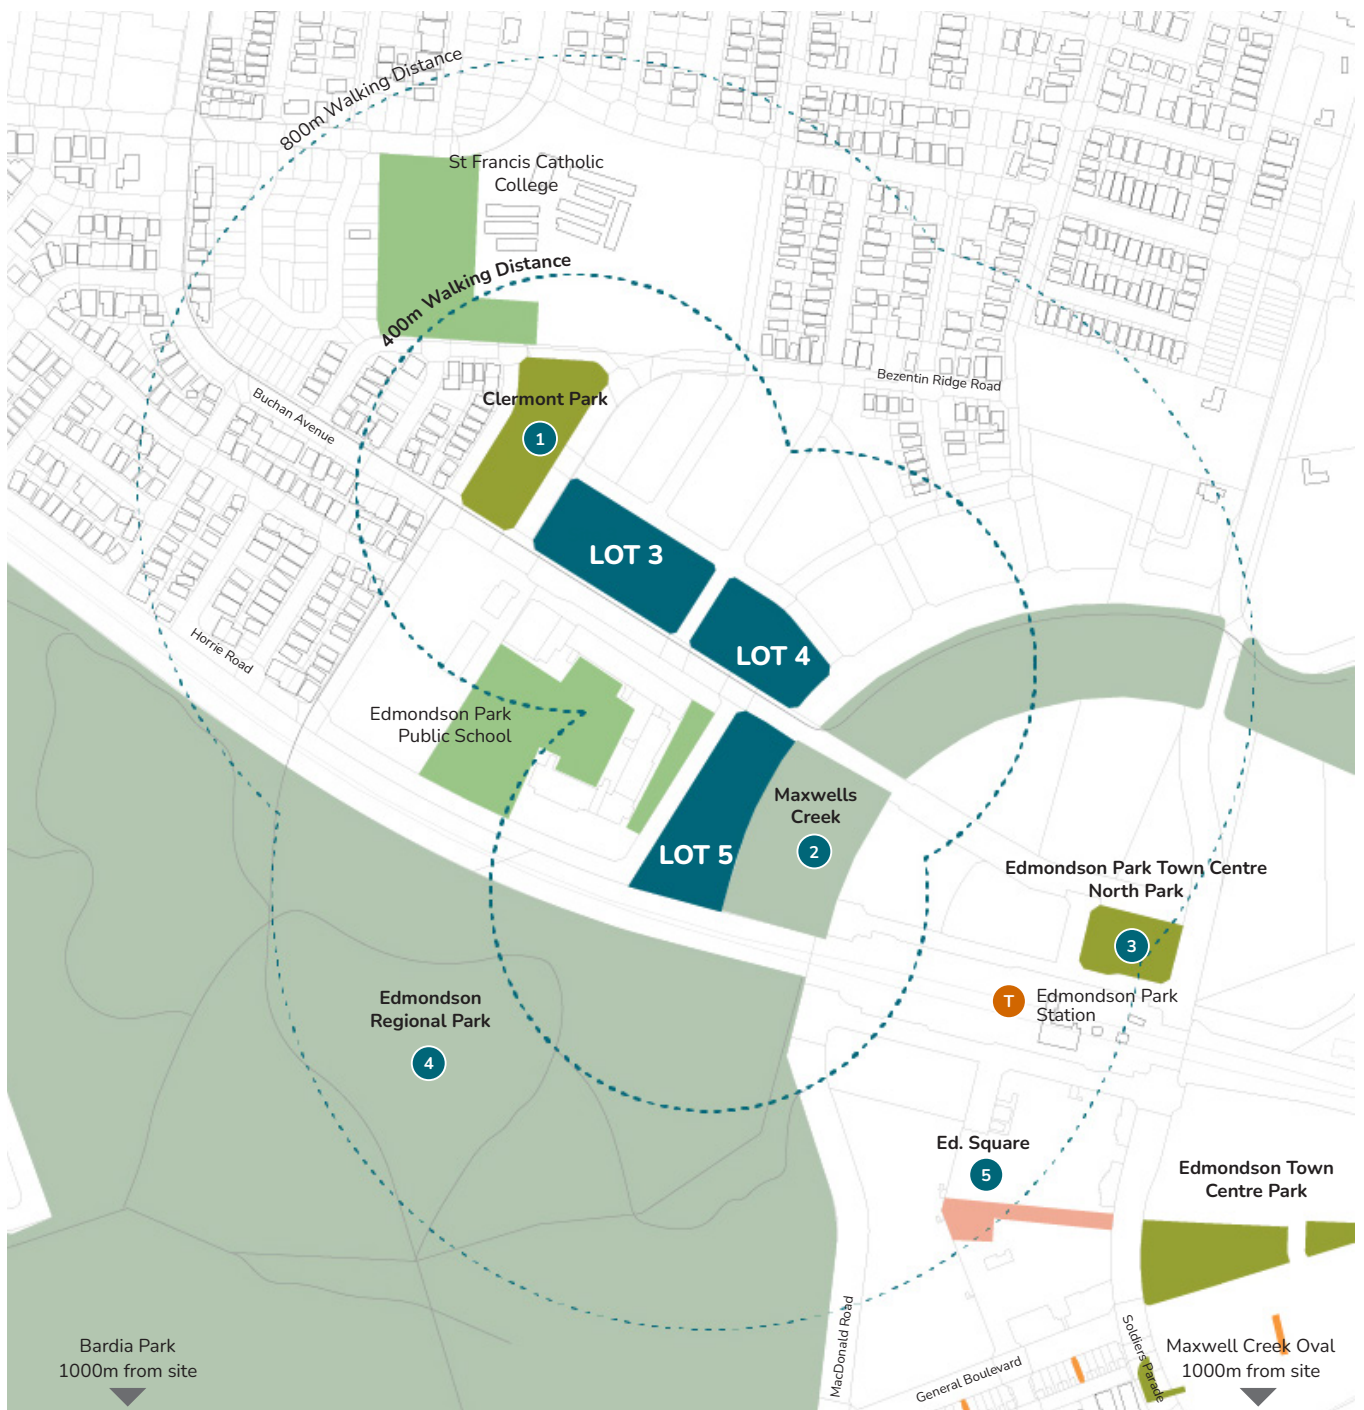 800m Walking Distance
St Francis Catholic
College
400m Walking Distance
Bezentin Ridge Road
Clermont Park
1
Buchan Avenue
LOT 3
LOT 4
Horrie Road
Edmondson Park
Public School
Maxwells
Creek
2
LOT 5
Edmondson Park Town Centre
North Park
3
Edmondson
Regional Park
4
T
Edmondson Park
Station
Ed. Square
5
Edmondson Town
Centre Park
MacDonald Road
Soldiers Parade
General Boulevard
Bardia Park
1000m from site
Maxwell Creek Oval
1000m from site